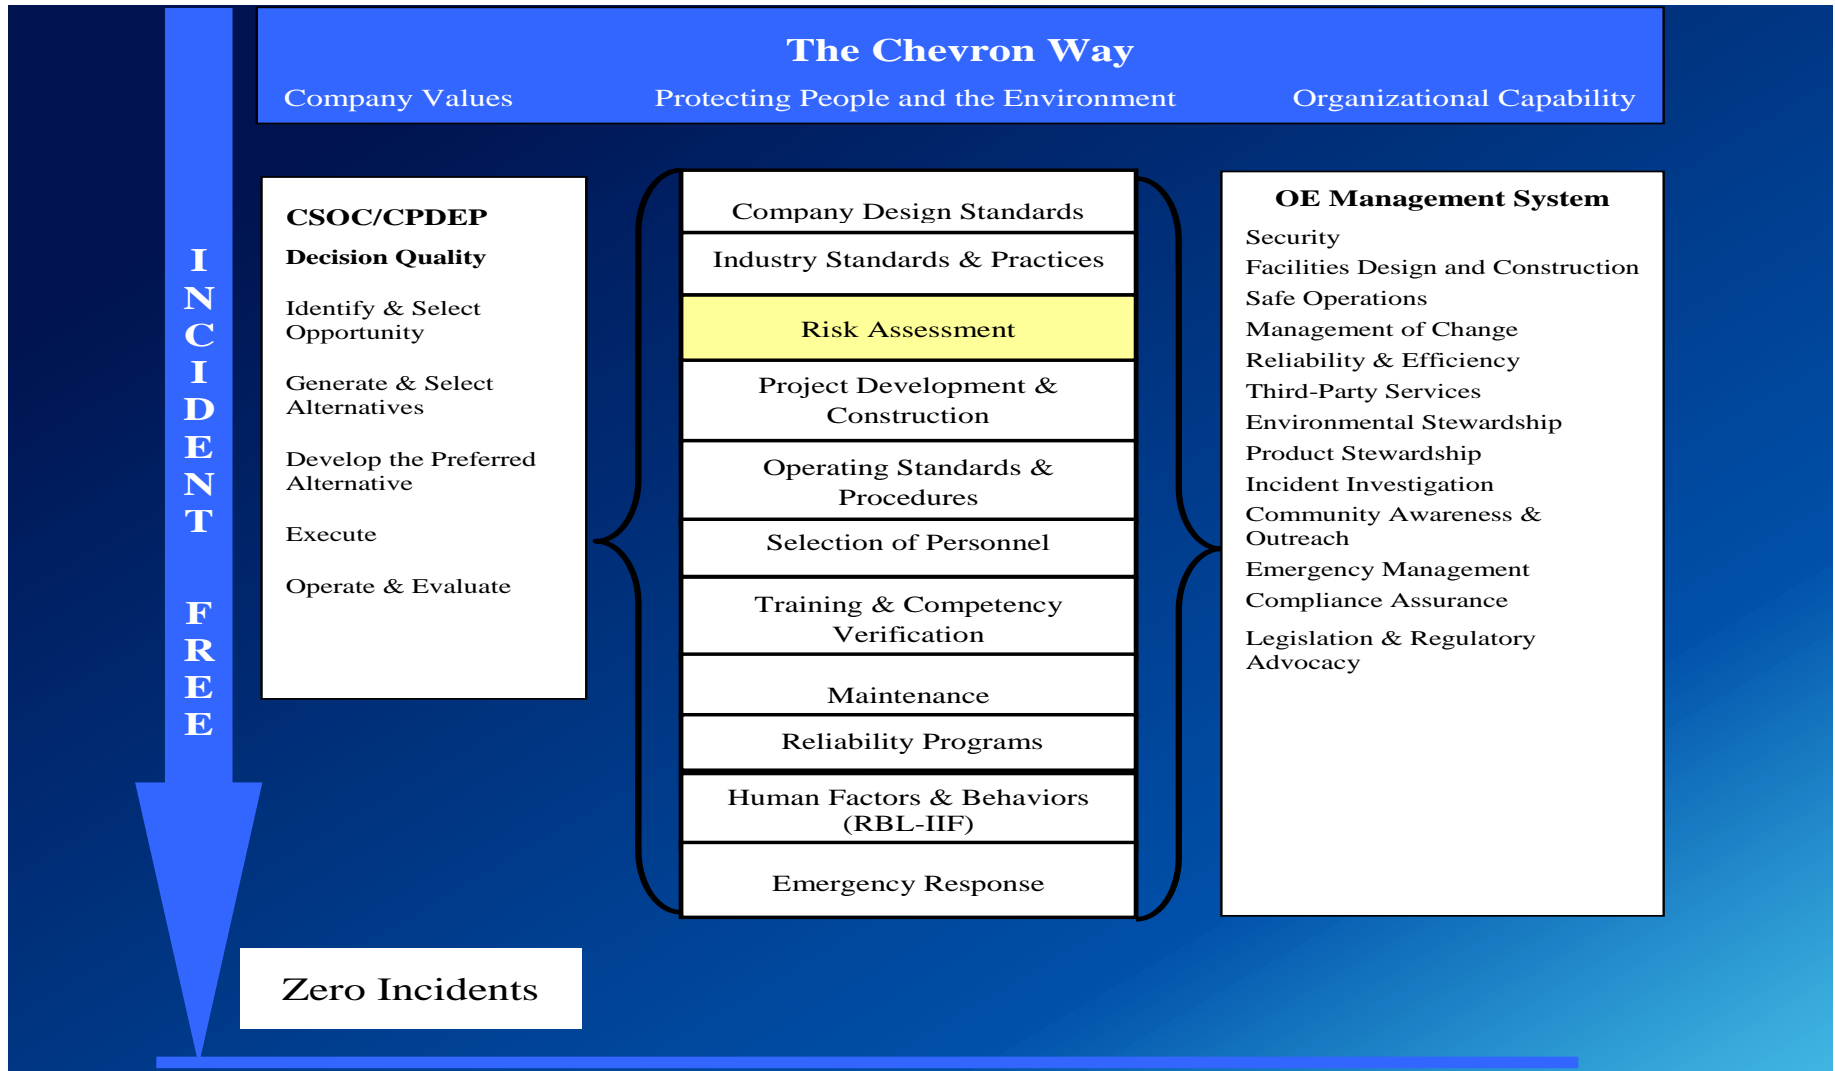 The Chevron Way
Company Values
Protecting People and the Environment
Organizational Capability
INCIDENT FREE
CSOC/CPDEP
Decision Quality
Identify & Select
Opportunity
Generate & Select
Alternatives
Develop the Preferred
Alternative
Execute
Operate & Evaluate
Company Design Standards
Industry Standards & Practices
Risk Assessment
Project Development &
Construction
Operating Standards &
Procedures
Selection of Personnel
Training & Competency
Verification
Maintenance
Reliability Programs
Human Factors & Behaviors
(RBL-IIF)
Emergency Response
OE Management System
Security
Facilities Design and Construction
Safe Operations
Management of Change
Reliability & Efficiency
Third-Party Services
Environmental Stewardship
Product Stewardship
Incident Investigation
Community Awareness &
Outreach
Emergency Management
Compliance Assurance
Legislation & Regulatory
Advocacy
Zero Incidents